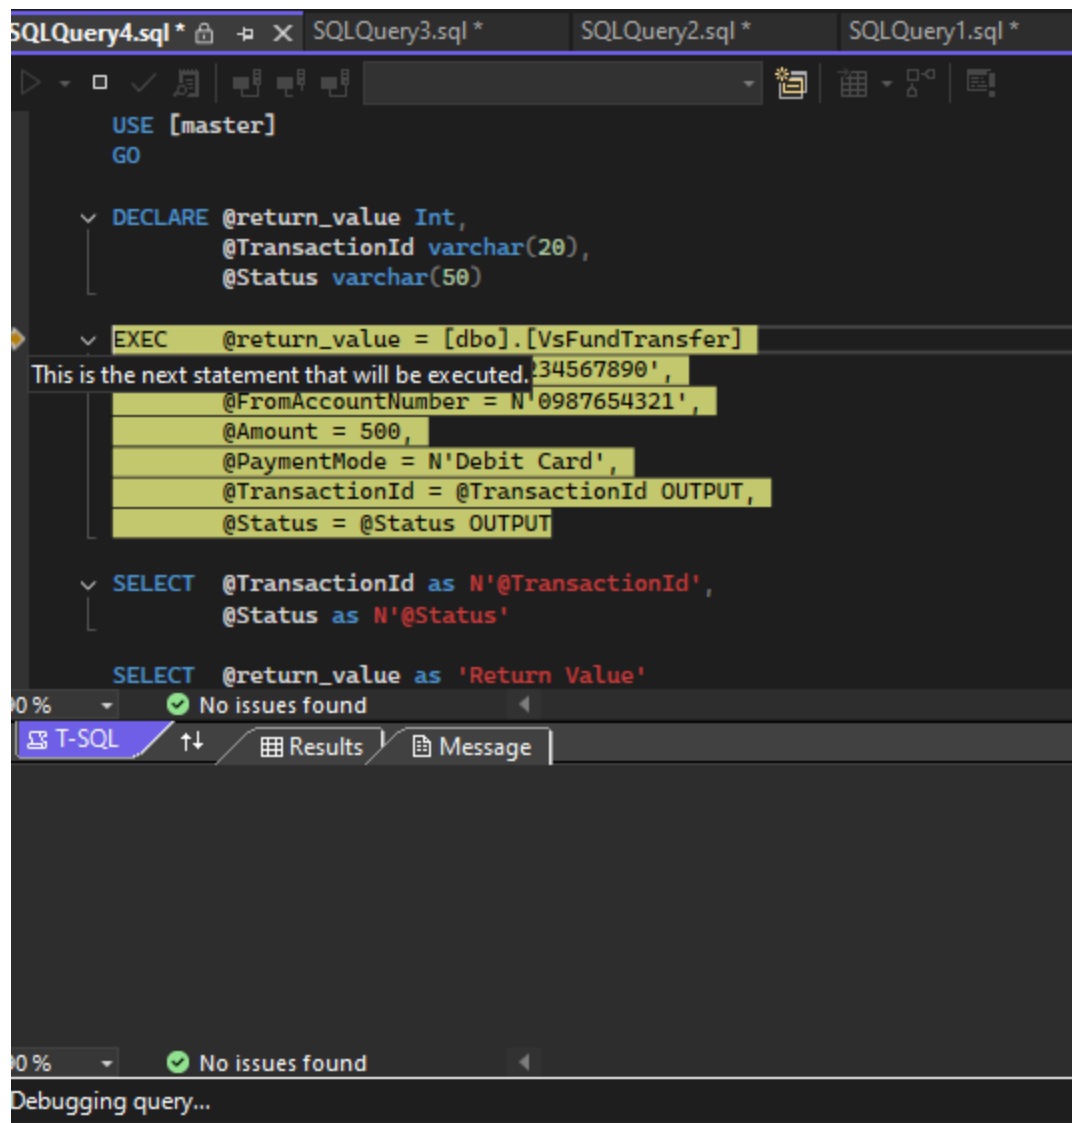 SQLQuery4.sql * SQLQuery3.sql * SQLQuery2.sql * SQLQuery1.sql *
USE [master]
GO
DECLARE @return_value Int,
@TransactionId varchar(20),
@Status varchar(50)
EXEC @return_value = [dbo].[VsFundTransfer]
This is the next statement that will be executed. 234567890',
@FromAccountNumber = N'0987654321',
@Amount = 500,
@PaymentMode = N'Debit Card',
@TransactionId = @TransactionId OUTPUT,
@Status = @Status OUTPUT
SELECT @TransactionId as N'@TransactionId',
@Status as N'@Status'
SELECT @return_value as 'Return Value'
0 % No issues found
T-SQL Results Message
0 % No issues found
Debugging query...